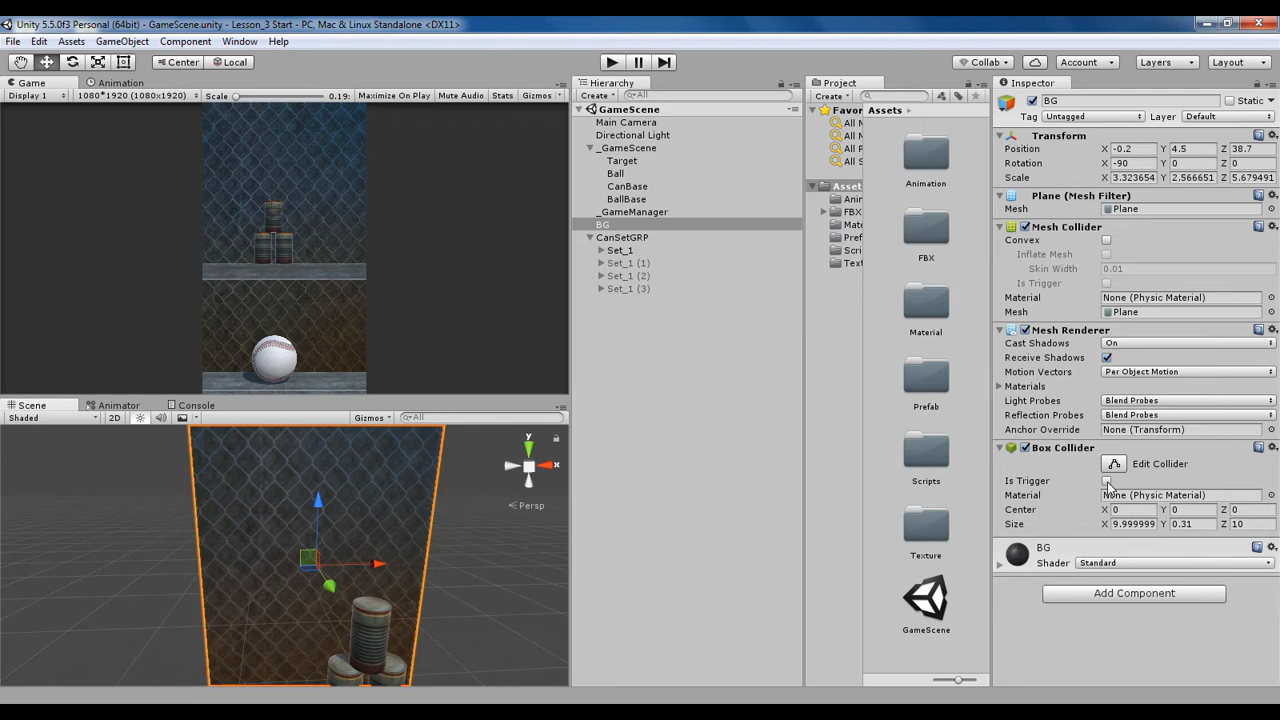 Unity 5.5.0f3 Personal (64bit) - GameScene.unity - Lesson_3 Start - PC, Mac & Linux Standalone <DX11>
File Edit Assets GameObject Component Window Help
Center Local Collab Account Layers Layout
Game Animation
Display 1 1080*1920 (1080x1920) Scale 0.19: Maximize On Play Mute Audio Stats Gizmos
Scene Animator Console
Shaded 2D Gizmos All
y
x
Persp
Hierarchy
Create All
GameScene
Main Camera
Directional Light
_GameScene
Target
Ball
CanBase
BallBase
_GameManager
BG
CanSetGRP
Set_1
Set_1 (1)
Set_1 (2)
Set_1 (3)
Project
Create
Favor
All M
All M
All P
All S
Asset
Anir
FBX
Mate
Pref
Scri
Text
Assets
Animation
FBX
Material
Prefab
Scripts
Texture
GameScene
Inspector
BG Static
Tag Untagged Layer Default
Transform
Position X -0.2 Y 4.5 Z 38.7
Rotation X -90 Y 0 Z 0
Scale X 3.323654 Y 2.566651 Z 5.679491
Plane (Mesh Filter)
Mesh Plane
Mesh Collider
Convex
Inflate Mesh
Skin Width 0.01
Is Trigger
Material None (Physic Material)
Mesh Plane
Mesh Renderer
Cast Shadows On
Receive Shadows
Motion Vectors Per Object Motion
Materials
Light Probes Blend Probes
Reflection Probes Blend Probes
Anchor Override None (Transform)
Box Collider
Edit Collider
Is Trigger
Material None (Physic Material)
Center X 0 Y 0 Z 0
Size X 9.999999 Y 0.31 Z 10
BG
Shader Standard
Add Component